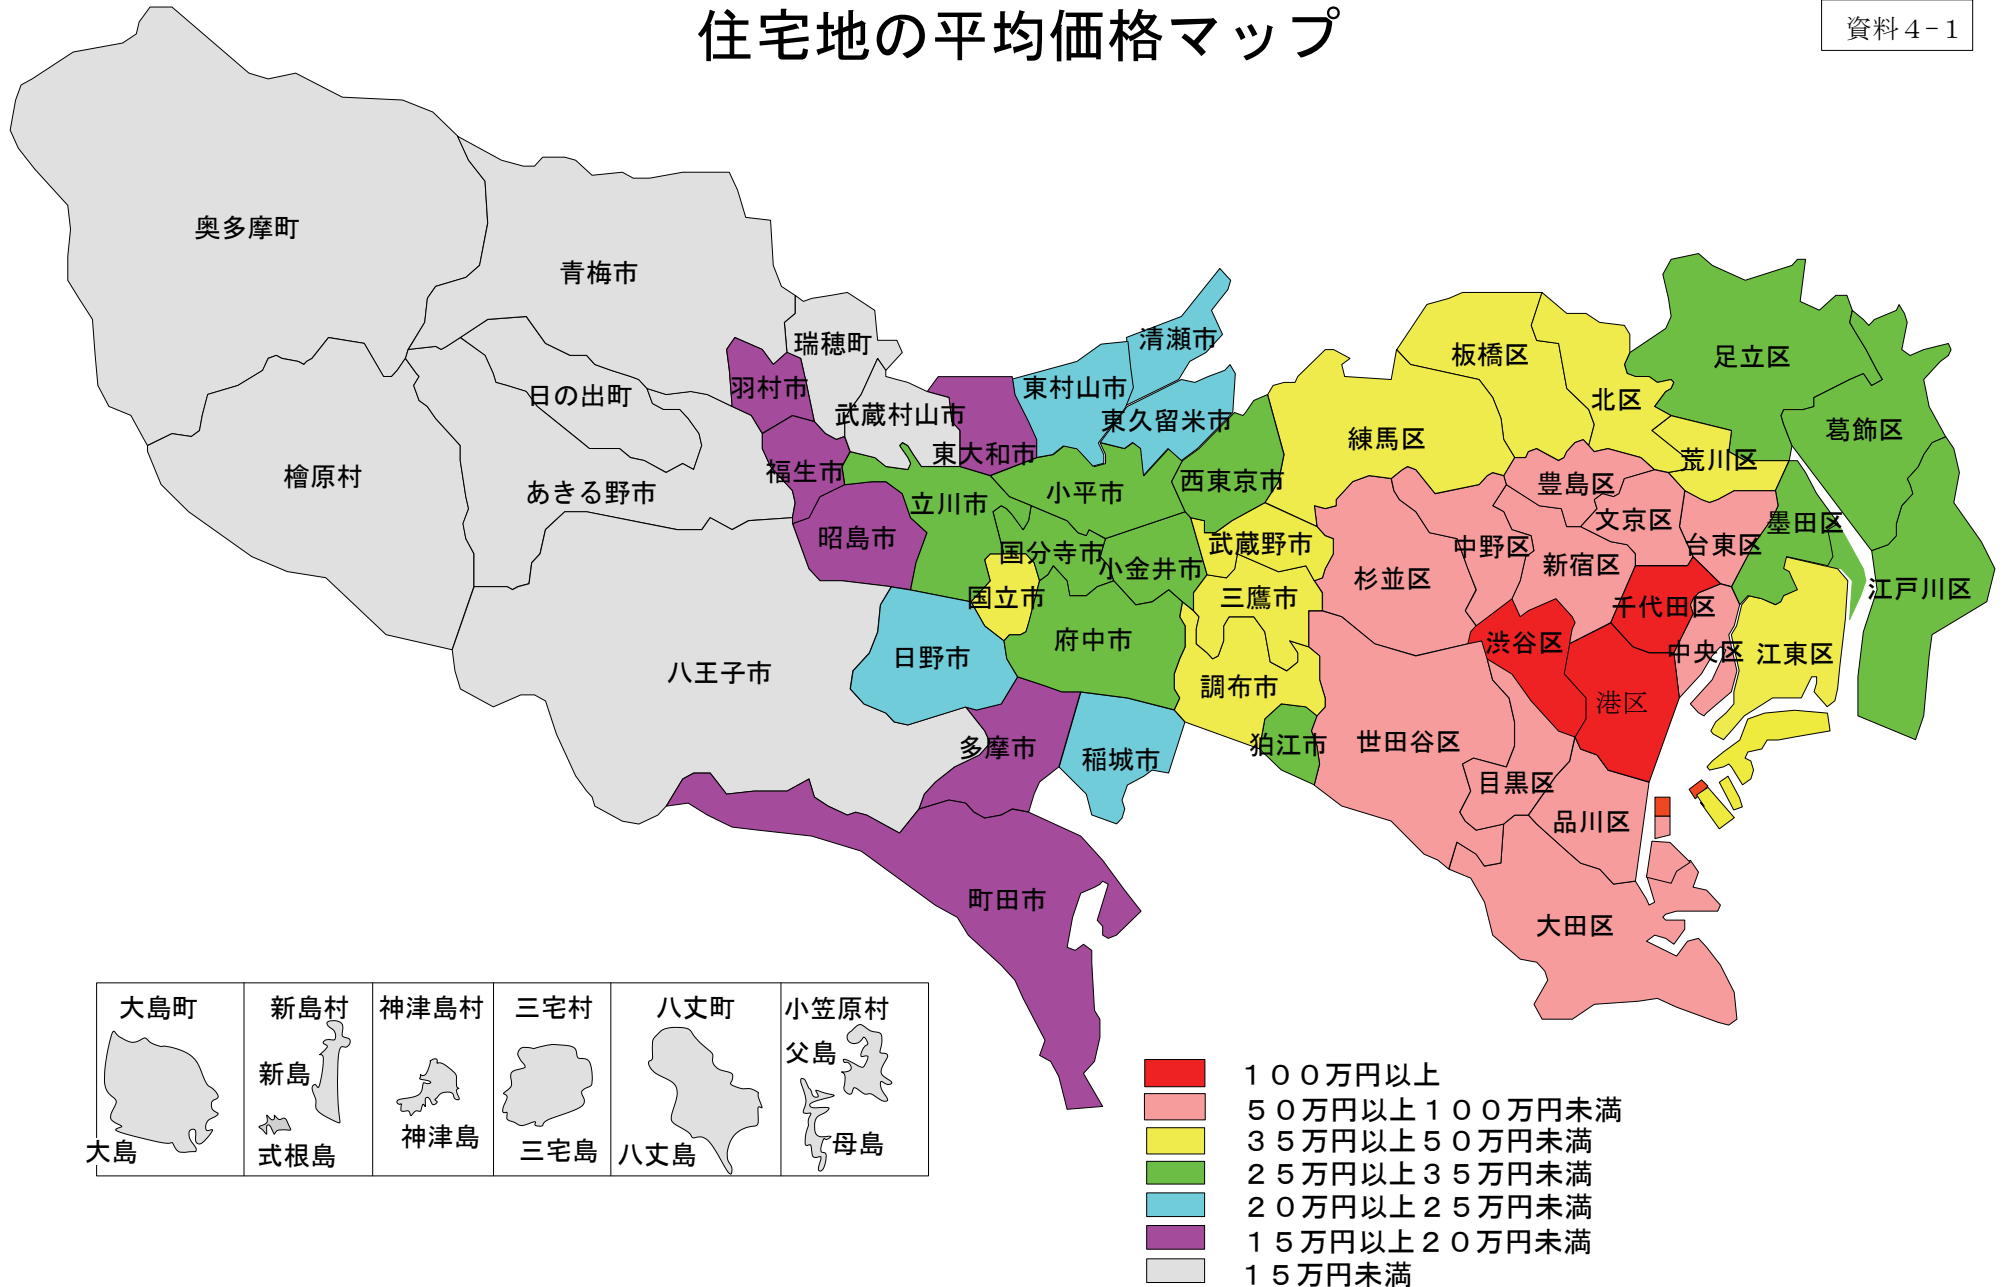 住宅地の平均価格マップ
資料４−１
奥多摩町
青梅市
瑞穂町
清瀬市
板橋区
足立区
日の出町
羽村市
武蔵村山市
東村山市
東久留米市
北区
葛飾区
練馬区
東大和市
荒川区
檜原村
あきる野市
福生市
立川市
小平市
西東京市
豊島区
文京区
墨田区
昭島市
国分寺市
小金井市
武蔵野市
杉並区
中野区
新宿区
台東区
江戸川区
国立市
三鷹市
千代田区
府中市
渋谷区
中央区
江東区
八王子市
日野市
調布市
港区
多摩市
稲城市
狛江市
世田谷区
目黒区
品川区
町田市
大田区
大島町
新島村
神津島村
三宅村
八丈町
小笠原村
父島
新島
大島
式根島
神津島
三宅島
八丈島
母島
１００万円以上
５０万円以上１００万円未満
３５万円以上５０万円未満
２５万円以上３５万円未満
２０万円以上２５万円未満
１５万円以上２０万円未満
１５万円未満